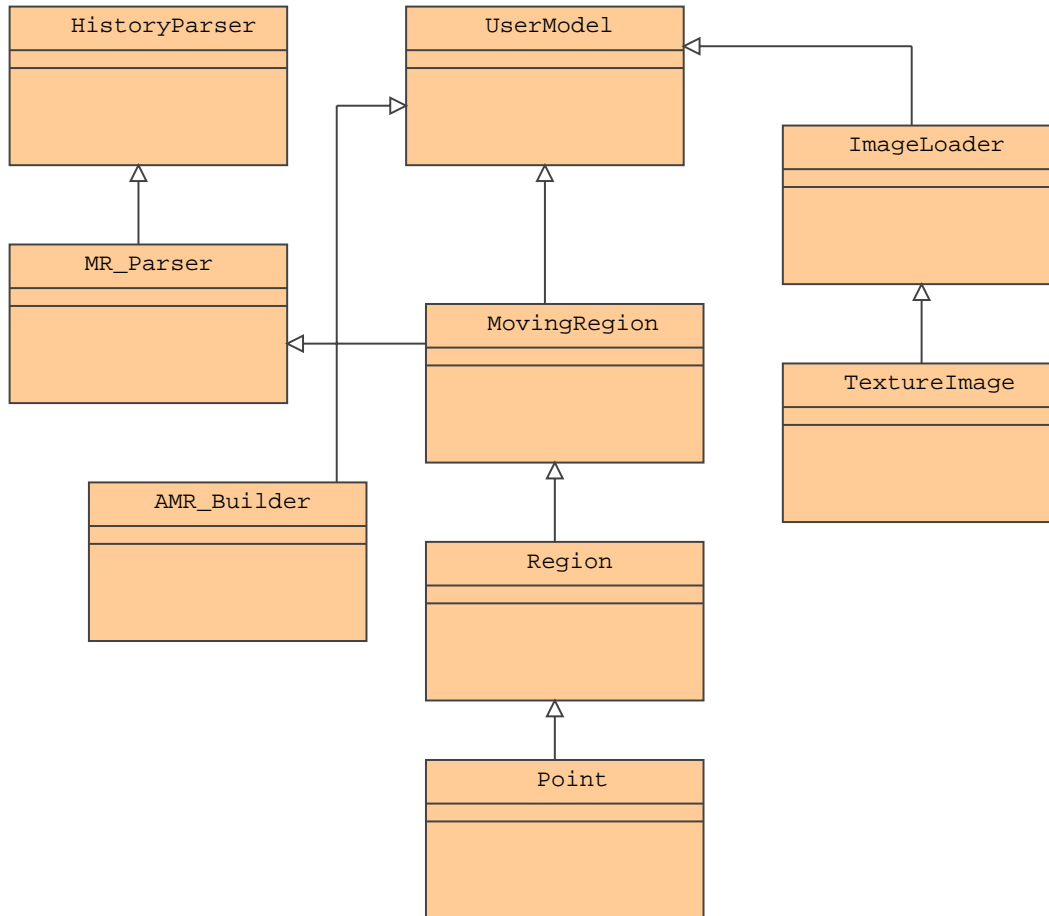 HistoryParser
UserModel
ImageLoader
MR_Parser
MovingRegion
TextureImage
AMR_Builder
Region
Point